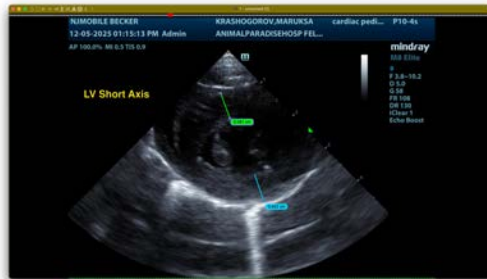 NJMOBILE BECKER KRASHOGOROV,MARUKSA cardiac pedi... P10-4s
12-05-2025 01:15:13 PM Admin ANIMALPARADISEHOSP FEL...
AP 100.0% MI 0.5 TIS 0.9
mindray
M8 Elite
F 3.8-10.2
D 5.0
G 58
FR 108
DR 130
iClear 1
Echo Boost
m
LV Short Axis